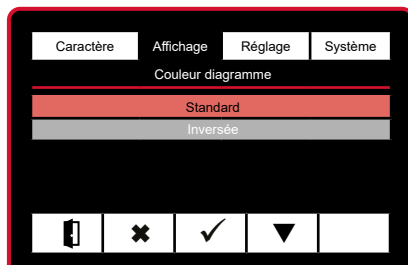 Caractère Affichage Réglage Système
Couleur diagramme
Standard
Inversée